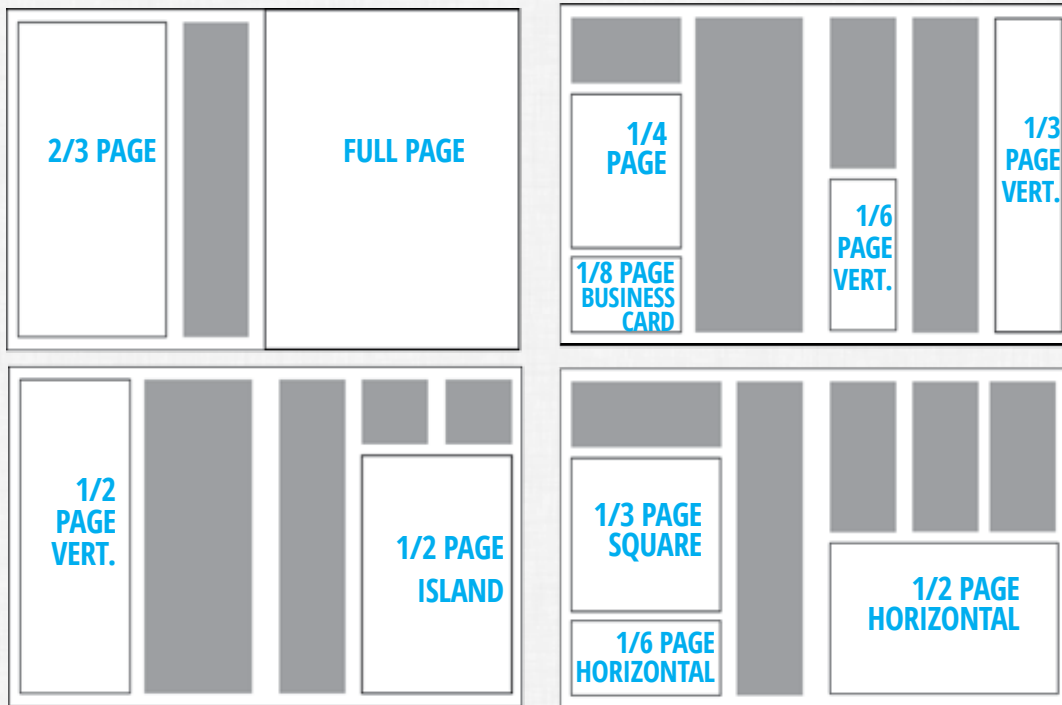 2/3 PAGE
FULL PAGE
1/4
PAGE
1/8 PAGE
BUSINESS
CARD
1/6
PAGE
VERT.
1/3
PAGE
VERT.
1/2
PAGE
VERT.
1/2 PAGE
ISLAND
1/3 PAGE
SQUARE
1/6 PAGE
HORIZONTAL
1/2 PAGE
HORIZONTAL